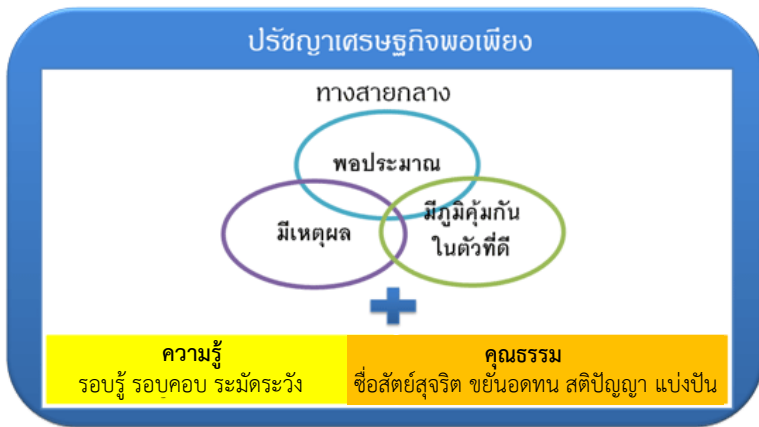 ปรัชญาเศรษฐกิจพอเพียง
ทางสายกลาง
พอประมาณ
มีเหตุผล
มีภูมิคุ้มกัน
ในตัวที่ดี
ความรู้
รอบรู้ รอบคอบ ระมัดระวัง
คุณธรรม
ซื่อสัตย์สุจริต ขยันอดทน สติปัญญา แบ่งปัน